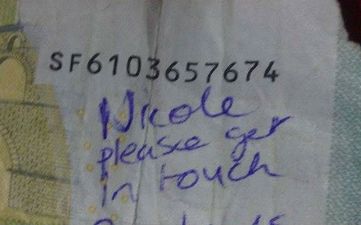 SF6103657674
Nicole
please get
in touch